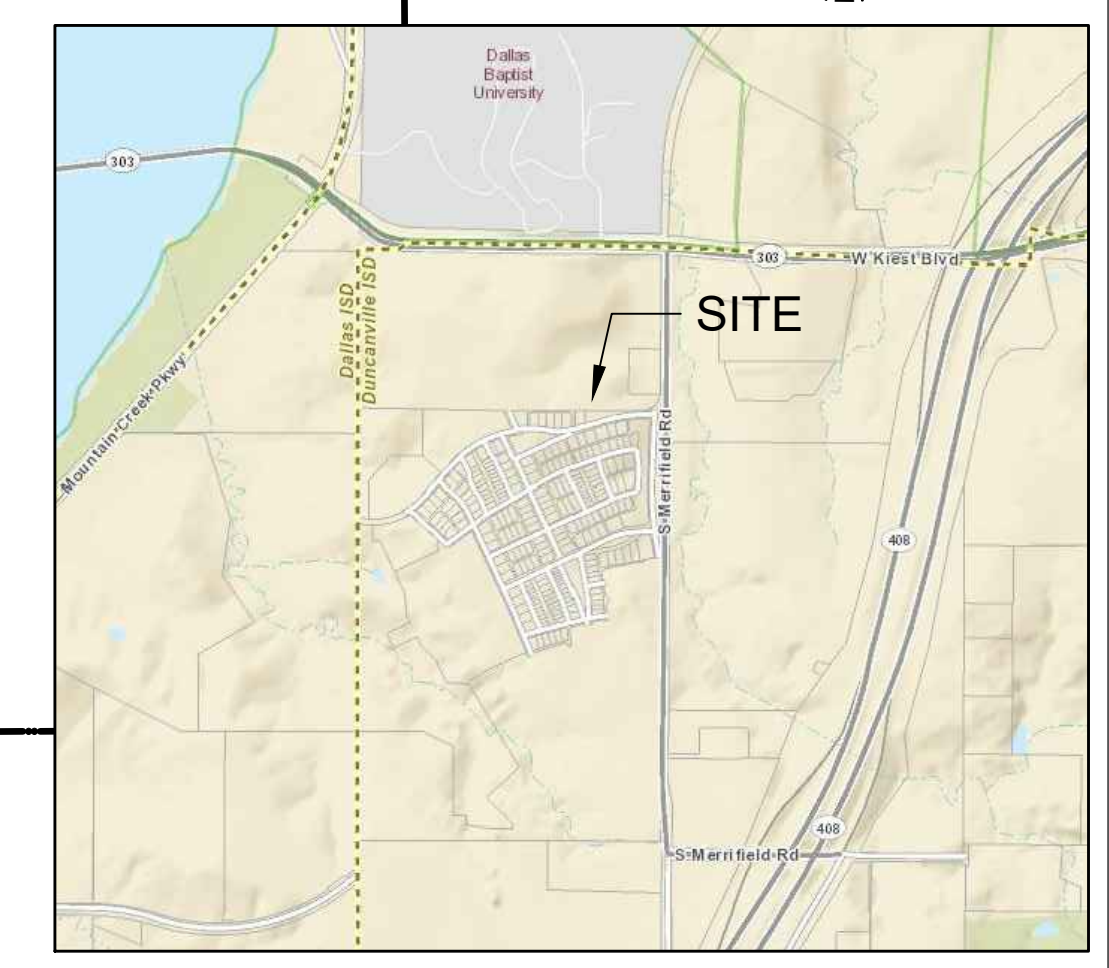 Dallas
Baptist
University
303
303
W Kiest Blvd
SITE
Dallas ISD
Duncanville ISD
Mountain Creek Pkwy
S Merrifield Rd
408
408
S Merrifield Rd